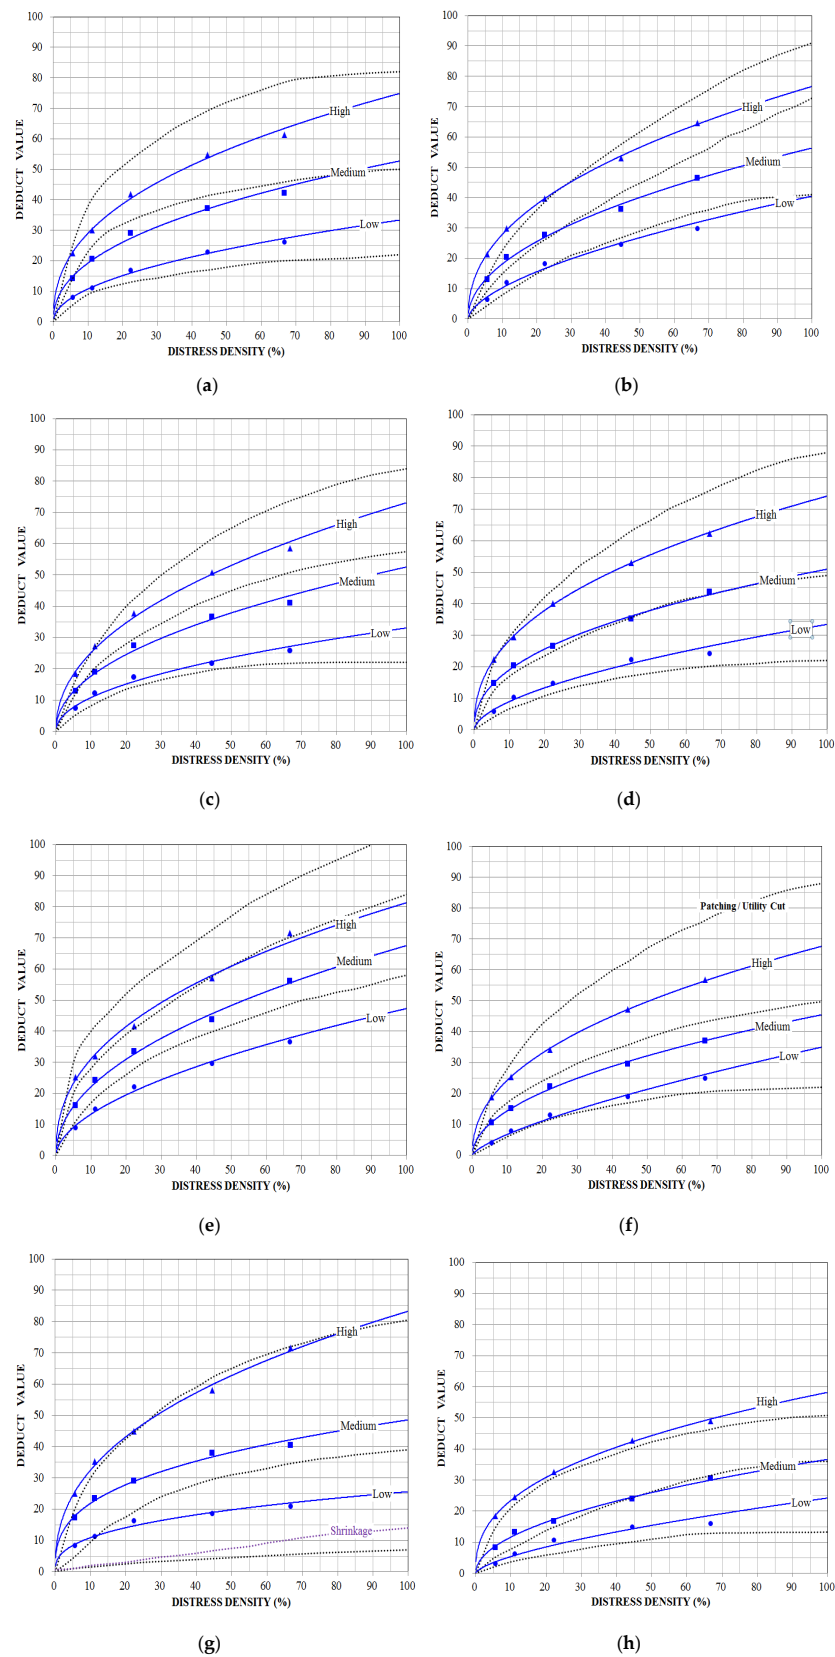 DEDUCT VALUE
100
90
80
70
60
50
40
30
20
10
0
High
Medium
Low
0 10 20 30 40 50 60 70 80 90 100
DISTRESS DENSITY (%)
(a)
DEDUCT VALUE
100
90
80
70
60
50
40
30
20
10
0
High
Medium
Low
0 10 20 30 40 50 60 70 80 90 100
DISTRESS DENSITY (%)
(b)
DEDUCT VALUE
100
90
80
70
60
50
40
30
20
10
0
High
Medium
Low
0 10 20 30 40 50 60 70 80 90 100
DISTRESS DENSITY (%)
(c)
DEDUCT VALUE
100
90
80
70
60
50
40
30
20
10
0
High
Medium
Low
0 10 20 30 40 50 60 70 80 90 100
DISTRESS DENSITY (%)
(d)
DEDUCT VALUE
100
90
80
70
60
50
40
30
20
10
0
High
Medium
Low
0 10 20 30 40 50 60 70 80 90 100
DISTRESS DENSITY (%)
(e)
DEDUCT VALUE
100
90
80
70
60
50
40
30
20
10
0
Patching / Utility Cut
High
Medium
Low
0 10 20 30 40 50 60 70 80 90 100
DISTRESS DENSITY (%)
(f)
DEDUCT VALUE
100
90
80
70
60
50
40
30
20
10
0
High
Medium
Low
Shrinkage
0 10 20 30 40 50 60 70 80 90 100
DISTRESS DENSITY (%)
(g)
DEDUCT VALUE
100
90
80
70
60
50
40
30
20
10
0
High
Medium
Low
0 10 20 30 40 50 60 70 80 90 100
DISTRESS DENSITY (%)
(h)